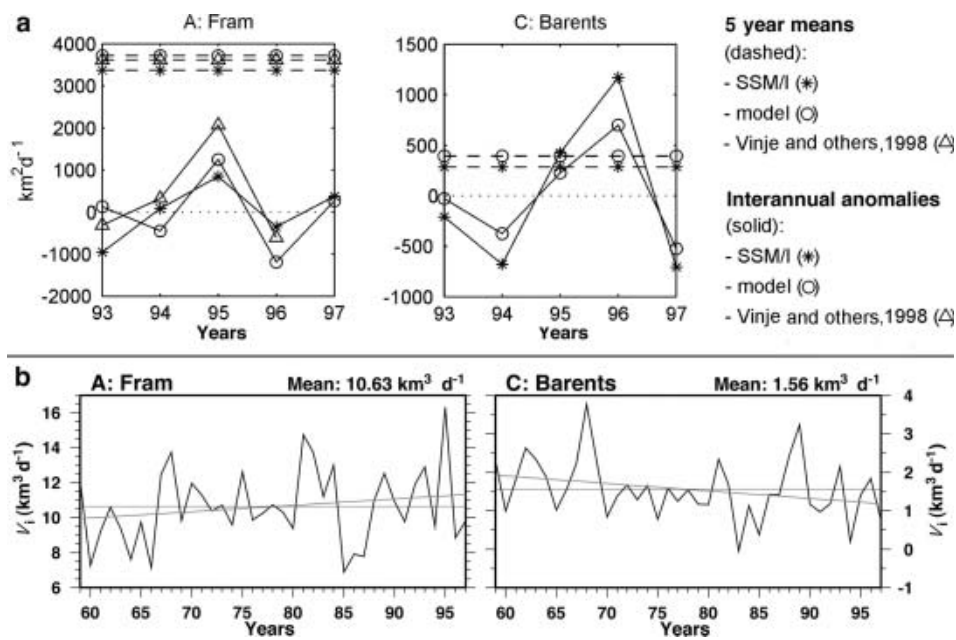 a
A: Fram
4000
3000
2000
1000
0
-1000
-2000
km²d⁻¹
93 94 95 96 97
Years
C: Barents
1500
1000
500
0
-500
-1000
93 94 95 96 97
Years
5 year means
(dashed):
- SSM/I (*)
- model (○)
- Vinje and others,1998 (△)
Interannual anomalies
(solid):
- SSM/I (*)
- model (○)
- Vinje and others,1998 (△)
b
A: Fram Mean: 10.63 km³ d⁻¹
16
14
12
10
8
6
Vᵢ (km³ d⁻¹)
60 65 70 75 80 85 90 95
Years
C: Barents Mean: 1.56 km³ d⁻¹
4
3
2
1
0
-1
Vᵢ (km³ d⁻¹)
60 65 70 75 80 85 90 95
Years